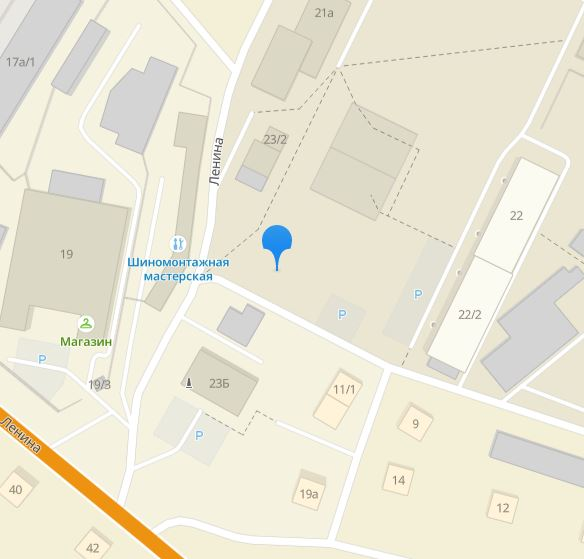 21а
17а/1
23/2
Ленина
22
19
Шиномонтажная
мастерская
P
P
22/2
Магазин
P
19/3
23Б
11/1
9
Ленина
P
14
40
19а
12
42